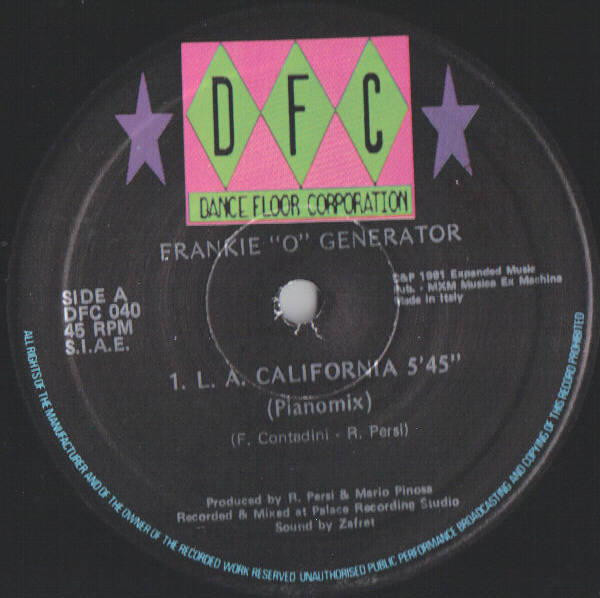 D F C
DANCE FLOOR CORPORATION
FRANKIE "O" GENERATOR
SIDE A
DFC 040
45 RPM
S.I.A.E.
C&P 1991 Expanded Music
Pub. - MXM Musica Ex Machina
Made in Italy
1. L. A. CALIFORNIA 5'45"
(Pianomix)
(F. Contadini - R. Persi)
Produced by R. Persi & Mario Pinosa
Recorded & Mixed at Palace Recording Studio
Sound by Zafret
ALL RIGHTS OF THE MANUFACTURER AND OF THE OWNER OF THE RECORDED WORK RESERVED UNAUTHORISED PUBLIC PERFORMANCE BROADCASTING AND COPYING OF THIS RECORD PROHIBITED